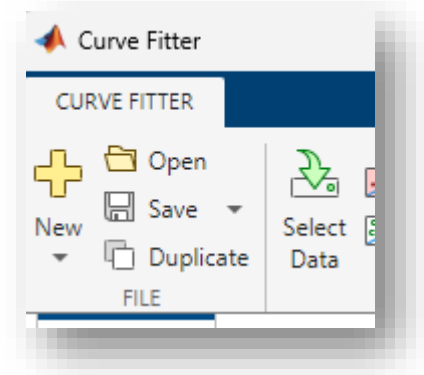 Curve Fitter
CURVE FITTER
Open
Save
New
Duplicate
Select
Data
FILE